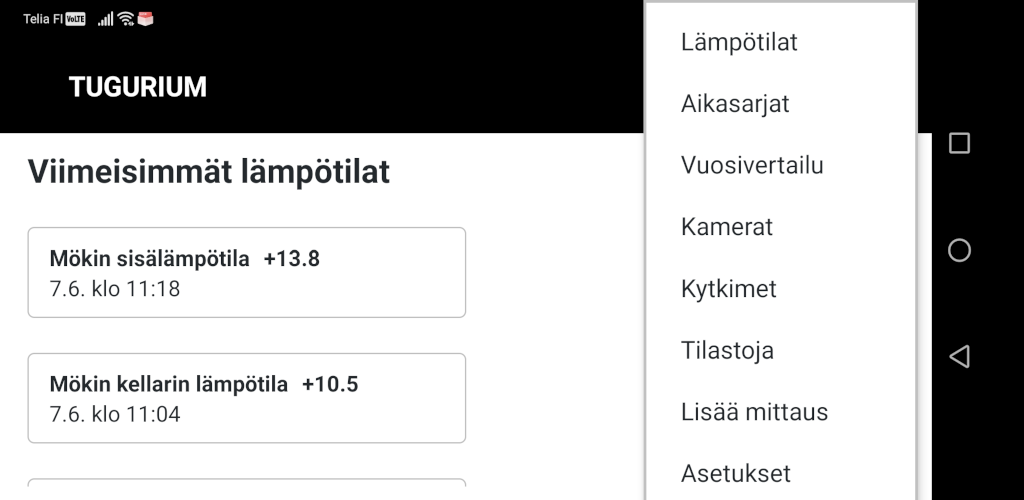 Telia FI VoLTE
TUGURIUM
Viimeisimmät lämpötilat
Mökin sisälämpötila +13.8
7.6. klo 11:18
Mökin kellarin lämpötila +10.5
7.6. klo 11:04
Lämpötilat
Aikasarjat
Vuosivertailu
Kamerat
Kytkimet
Tilastoja
Lisää mittaus
Asetukset